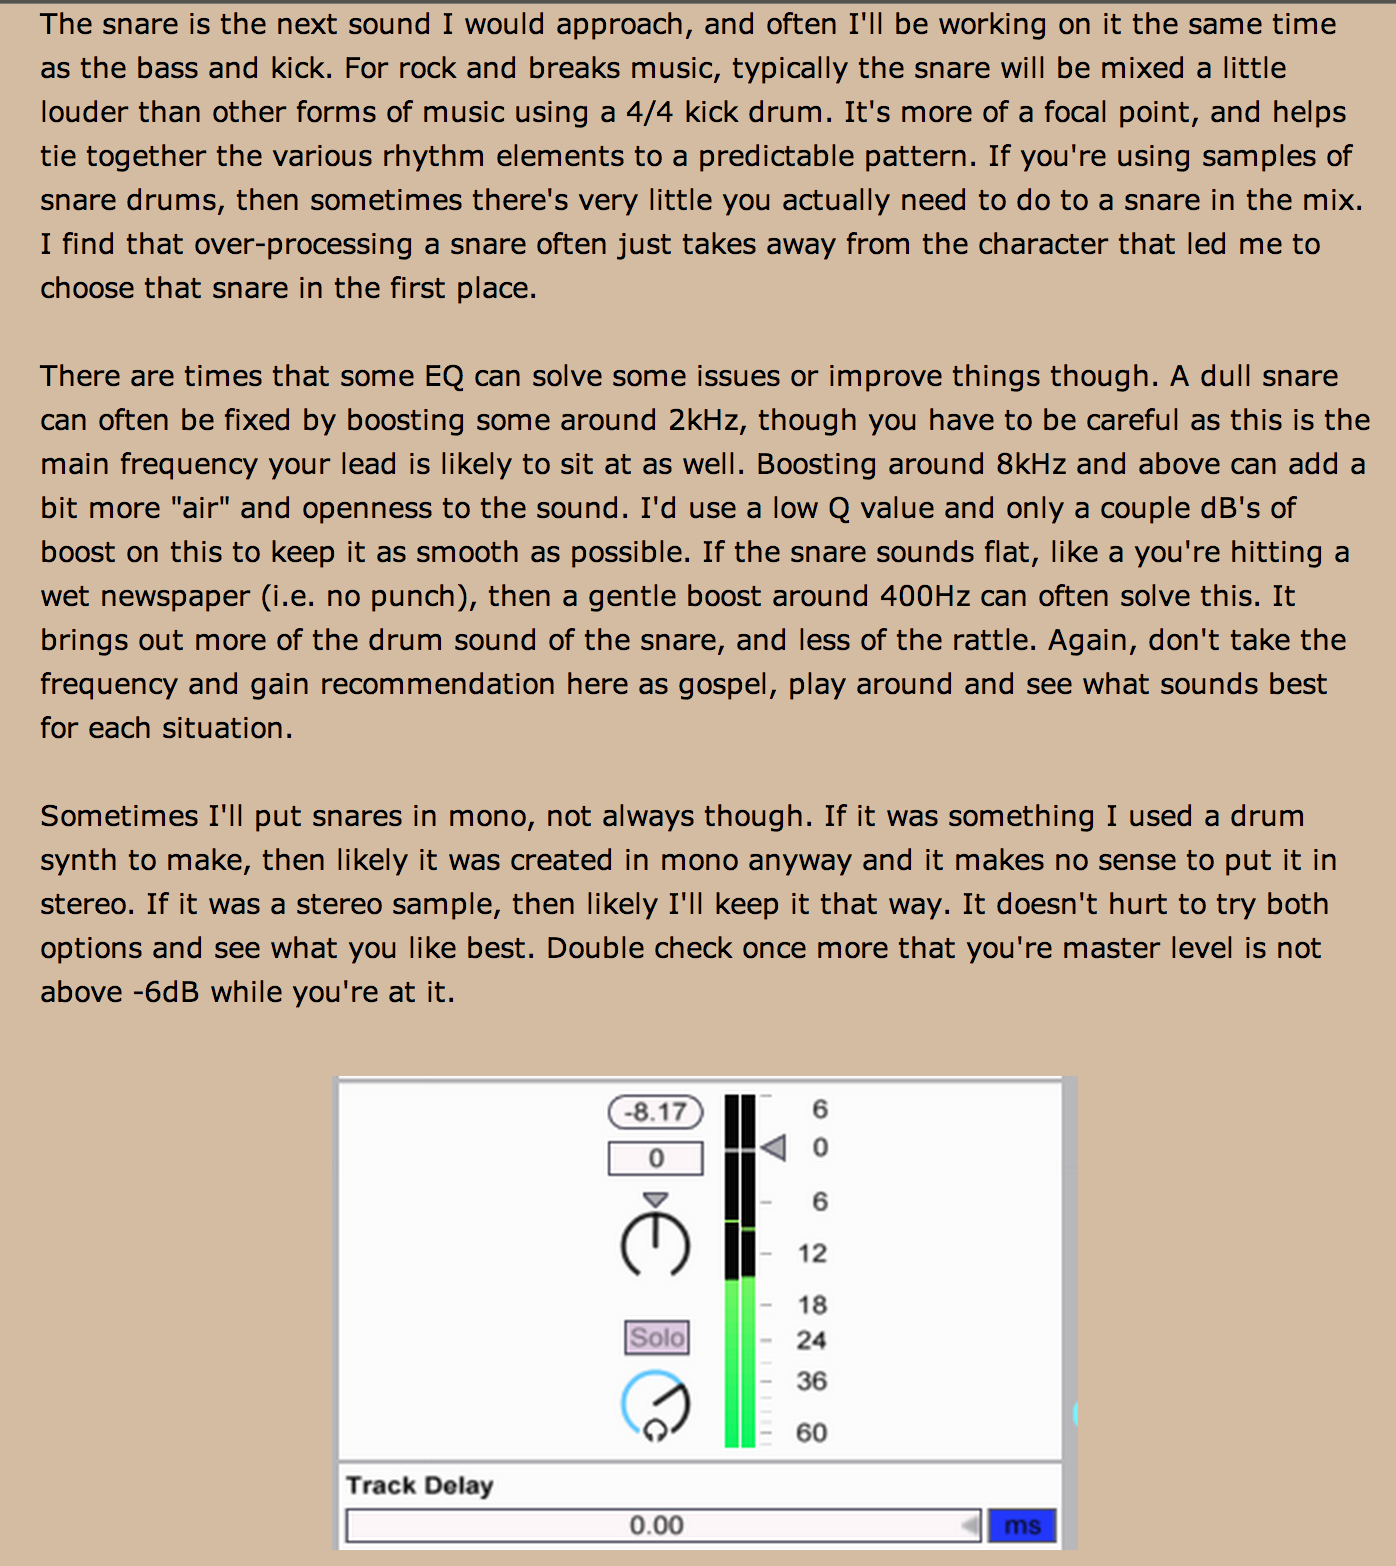 The snare is the next sound I would approach, and often I'll be working on it the same time
as the bass and kick. For rock and breaks music, typically the snare will be mixed a little
louder than other forms of music using a 4/4 kick drum. It's more of a focal point, and helps
tie together the various rhythm elements to a predictable pattern. If you're using samples of
snare drums, then sometimes there's very little you actually need to do to a snare in the mix.
I find that over-processing a snare often just takes away from the character that led me to
choose that snare in the first place.
There are times that some EQ can solve some issues or improve things though. A dull snare
can often be fixed by boosting some around 2kHz, though you have to be careful as this is the
main frequency your lead is likely to sit at as well. Boosting around 8kHz and above can add a
bit more "air" and openness to the sound. I'd use a low Q value and only a couple dB's of
boost on this to keep it as smooth as possible. If the snare sounds flat, like a you're hitting a
wet newspaper (i.e. no punch), then a gentle boost around 400Hz can often solve this. It
brings out more of the drum sound of the snare, and less of the rattle. Again, don't take the
frequency and gain recommendation here as gospel, play around and see what sounds best
for each situation.
Sometimes I'll put snares in mono, not always though. If it was something I used a drum
synth to make, then likely it was created in mono anyway and it makes no sense to put it in
stereo. If it was a stereo sample, then likely I'll keep it that way. It doesn't hurt to try both
options and see what you like best. Double check once more that you're master level is not
above -6dB while you're at it.
-8.17
0
Solo
6
0
6
12
18
24
36
60
Track Delay
0.00 ms